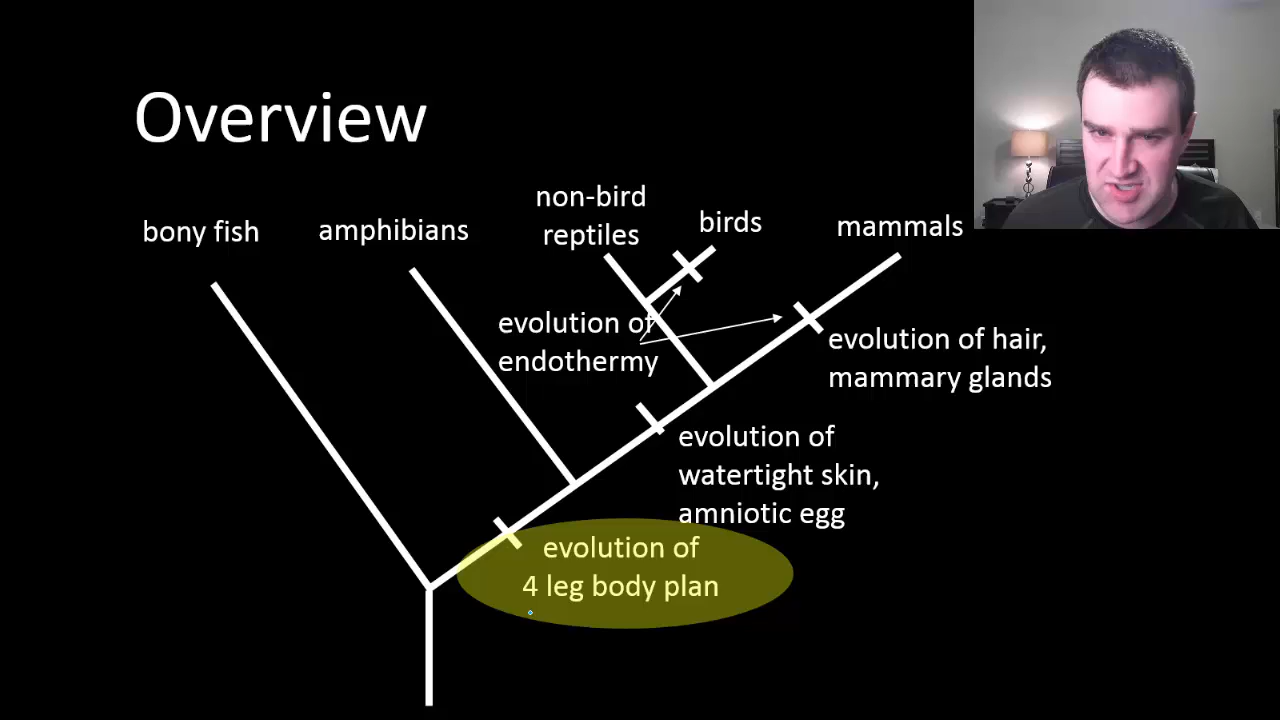 Overview
bony fish
amphibians
non-bird
reptiles
birds
mammals
evolution of
endothermy
evolution of hair,
mammary glands
evolution of
watertight skin,
amniotic egg
evolution of
4 leg body plan